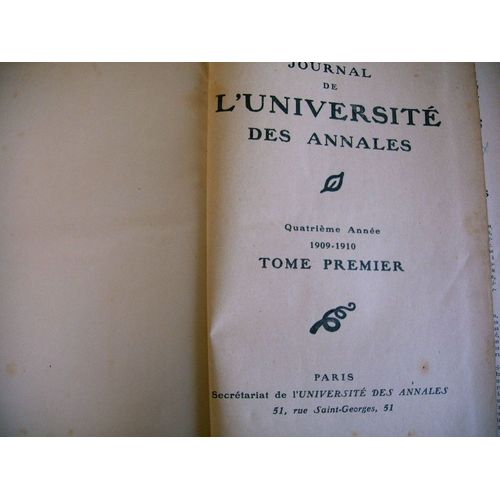 JOURNAL
DE
L'UNIVERSITÉ
DES ANNALES
Quatrième Année
1909-1910
TOME PREMIER
PARIS
Secrétariat de l'UNIVERSITÉ DES ANNALES
51, rue Saint-Georges, 51